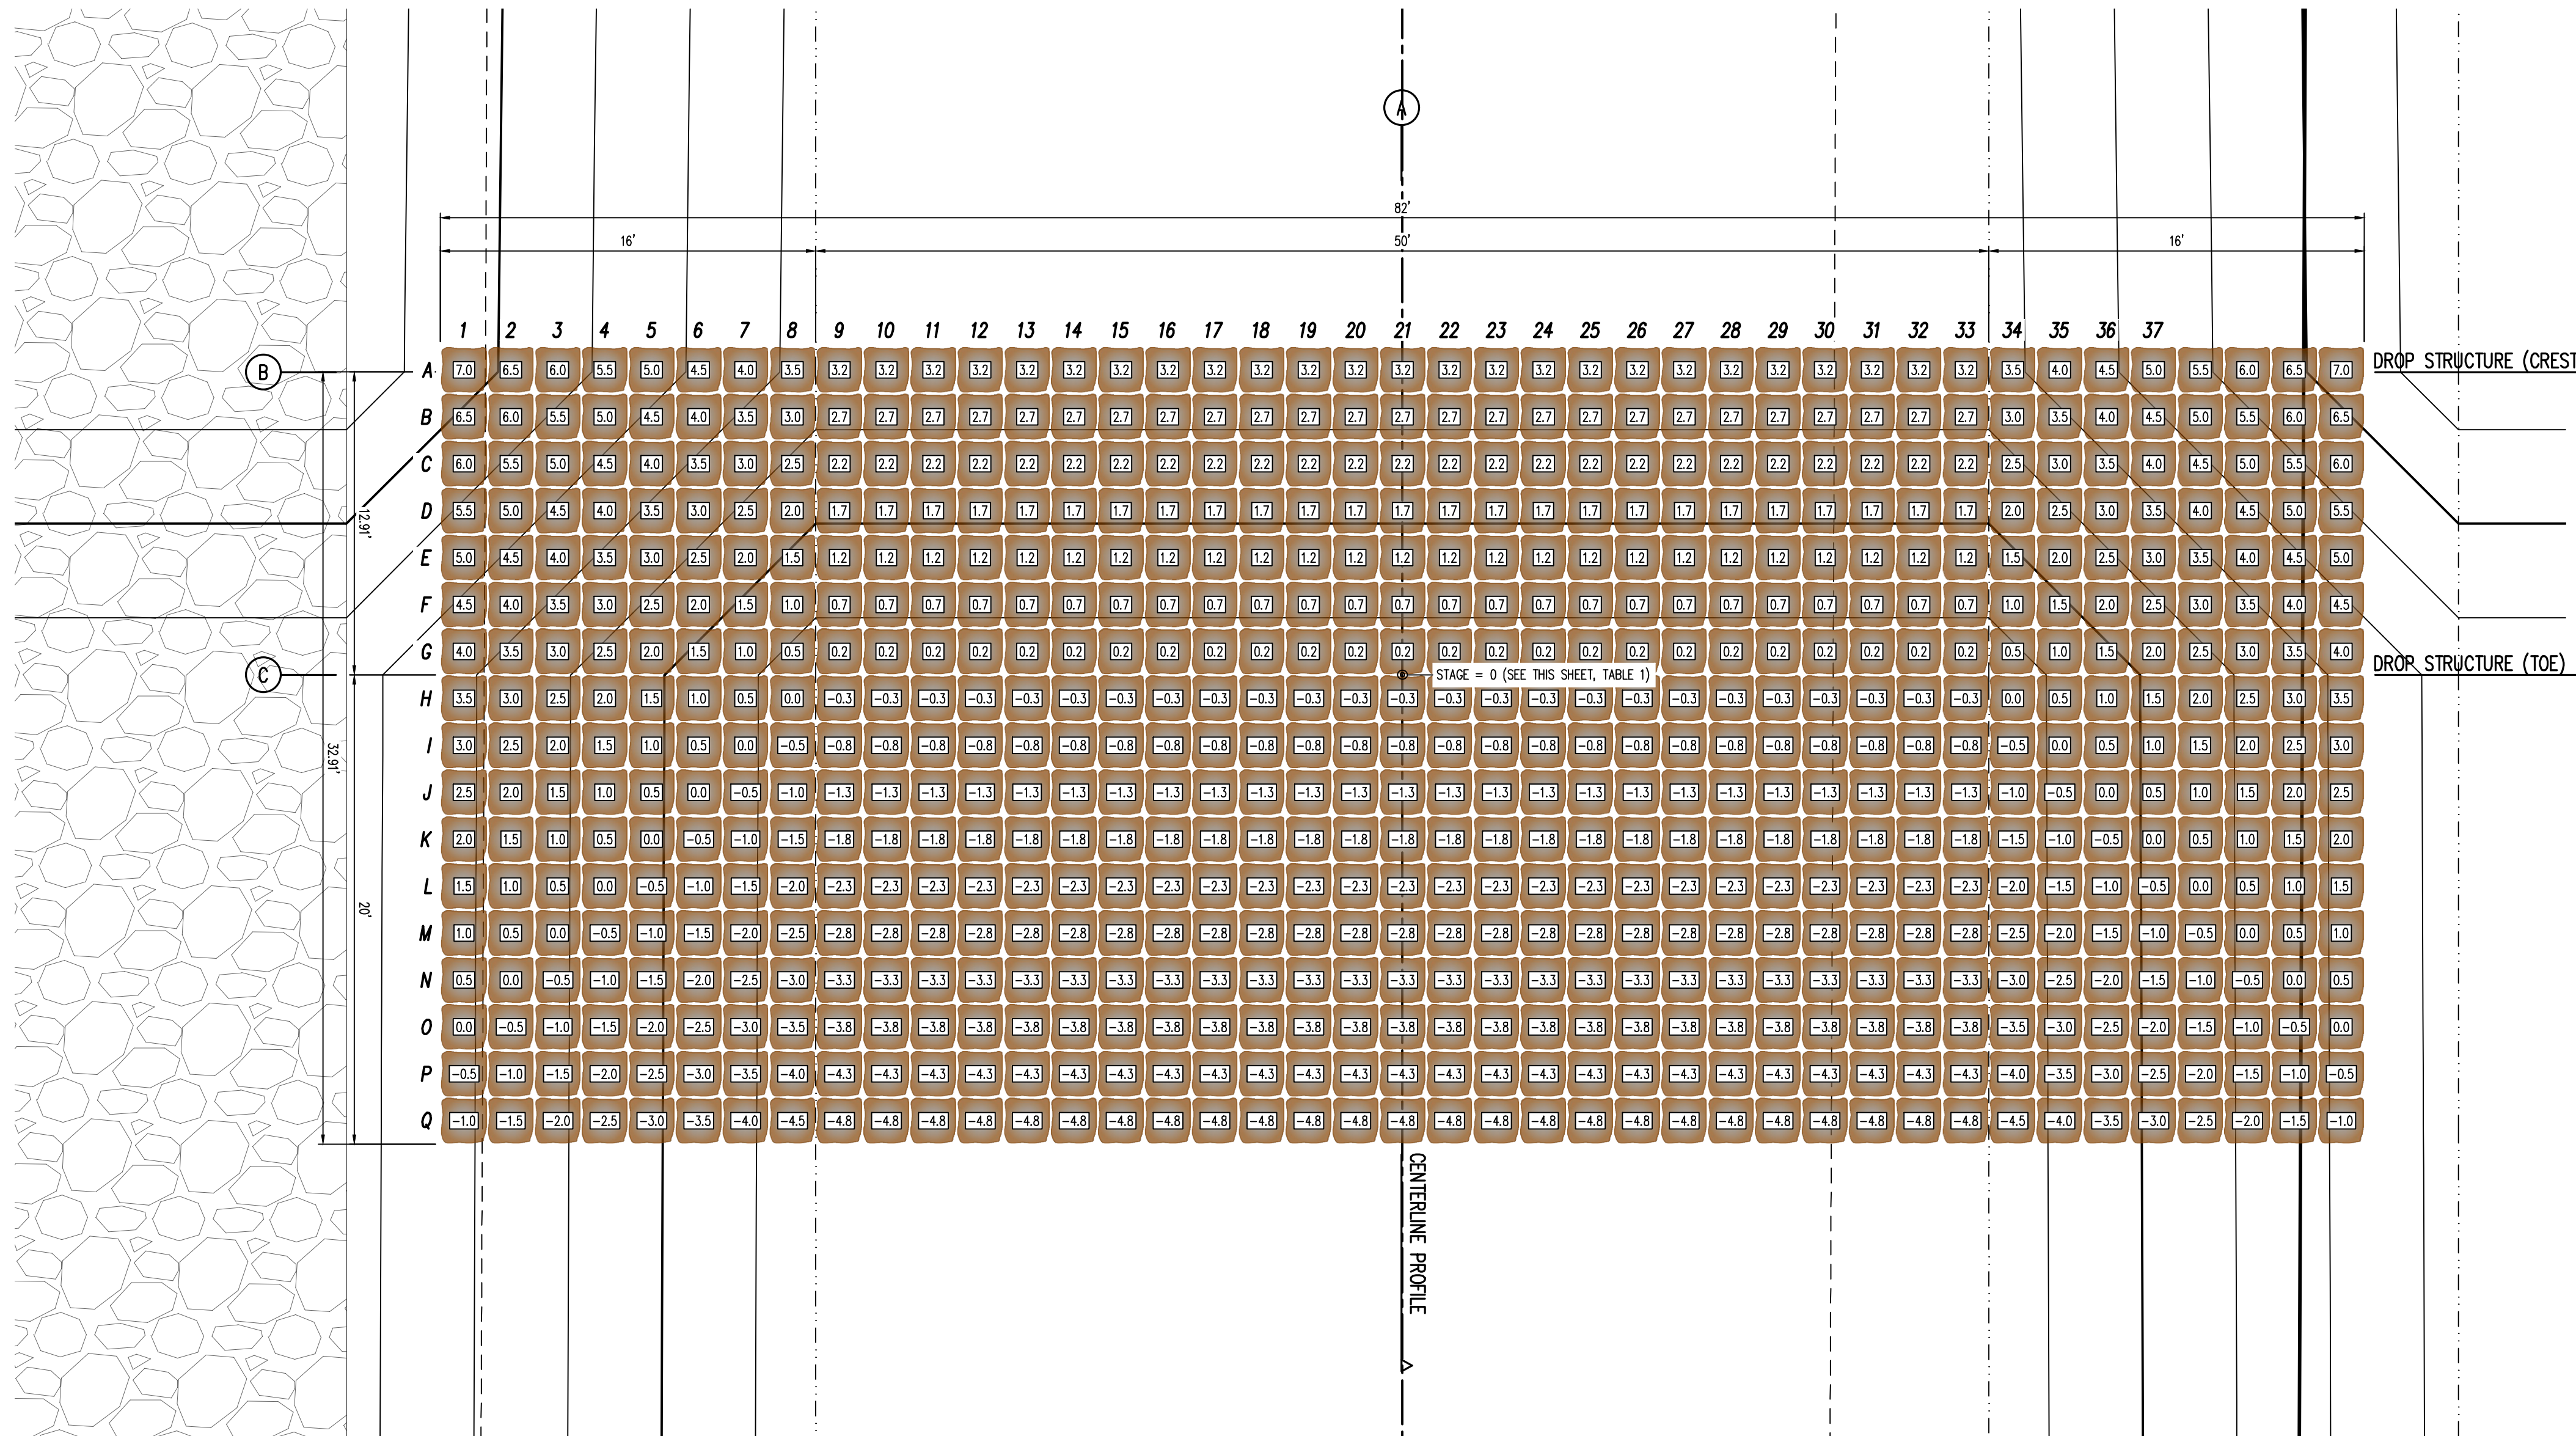 A
82'
16' 50' 16'
1 2 3 4 5 6 7 8 9 10 11 12 13 14 15 16 17 18 19 20 21 22 23 24 25 26 27 28 29 30 31 32 33 34 35 36 37
B A 7.0 6.5 6.0 5.5 5.0 4.5 4.0 3.5 3.2 3.2 3.2 3.2 3.2 3.2 3.2 3.2 3.2 3.2 3.2 3.2 3.2 3.2 3.2 3.2 3.2 3.2 3.2 3.2 3.2 3.2 3.2 3.2 3.2 3.5 4.0 4.5 5.0 5.5 6.0 6.5 7.0 DROP STRUCTURE (CREST
B 6.5 6.0 5.5 5.0 4.5 4.0 3.5 3.0 2.7 2.7 2.7 2.7 2.7 2.7 2.7 2.7 2.7 2.7 2.7 2.7 2.7 2.7 2.7 2.7 2.7 2.7 2.7 2.7 2.7 2.7 2.7 2.7 2.7 3.0 3.5 4.0 4.5 5.0 5.5 6.0 6.5
C 6.0 5.5 5.0 4.5 4.0 3.5 3.0 2.5 2.2 2.2 2.2 2.2 2.2 2.2 2.2 2.2 2.2 2.2 2.2 2.2 2.2 2.2 2.2 2.2 2.2 2.2 2.2 2.2 2.2 2.2 2.2 2.2 2.2 2.5 3.0 3.5 4.0 4.5 5.0 5.5 6.0
12.91'
D 5.5 5.0 4.5 4.0 3.5 3.0 2.5 2.0 1.7 1.7 1.7 1.7 1.7 1.7 1.7 1.7 1.7 1.7 1.7 1.7 1.7 1.7 1.7 1.7 1.7 1.7 1.7 1.7 1.7 1.7 1.7 1.7 1.7 2.0 2.5 3.0 3.5 4.0 4.5 5.0 5.5
E 5.0 4.5 4.0 3.5 3.0 2.5 2.0 1.5 1.2 1.2 1.2 1.2 1.2 1.2 1.2 1.2 1.2 1.2 1.2 1.2 1.2 1.2 1.2 1.2 1.2 1.2 1.2 1.2 1.2 1.2 1.2 1.2 1.2 1.5 2.0 2.5 3.0 3.5 4.0 4.5 5.0
F 4.5 4.0 3.5 3.0 2.5 2.0 1.5 1.0 0.7 0.7 0.7 0.7 0.7 0.7 0.7 0.7 0.7 0.7 0.7 0.7 0.7 0.7 0.7 0.7 0.7 0.7 0.7 0.7 0.7 0.7 0.7 0.7 0.7 1.0 1.5 2.0 2.5 3.0 3.5 4.0 4.5
G 4.0 3.5 3.0 2.5 2.0 1.5 1.0 0.5 0.2 0.2 0.2 0.2 0.2 0.2 0.2 0.2 0.2 0.2 0.2 0.2 0.2 0.2 0.2 0.2 0.2 0.2 0.2 0.2 0.2 0.2 0.2 0.2 0.2 0.5 1.0 1.5 2.0 2.5 3.0 3.5 4.0
C STAGE = 0 (SEE THIS SHEET, TABLE 1) DROP STRUCTURE (TOE)
H 3.5 3.0 2.5 2.0 1.5 1.0 0.5 0.0 -0.3 -0.3 -0.3 -0.3 -0.3 -0.3 -0.3 -0.3 -0.3 -0.3 -0.3 -0.3 -0.3 -0.3 -0.3 -0.3 -0.3 -0.3 -0.3 -0.3 -0.3 -0.3 -0.3 -0.3 -0.3 0.0 0.5 1.0 1.5 2.0 2.5 3.0 3.5
32.91'
I 3.0 2.5 2.0 1.5 1.0 0.5 0.0 -0.5 -0.8 -0.8 -0.8 -0.8 -0.8 -0.8 -0.8 -0.8 -0.8 -0.8 -0.8 -0.8 -0.8 -0.8 -0.8 -0.8 -0.8 -0.8 -0.8 -0.8 -0.8 -0.8 -0.8 -0.8 -0.8 -0.5 0.0 0.5 1.0 1.5 2.0 2.5 3.0
J 2.5 2.0 1.5 1.0 0.5 0.0 -0.5 -1.0 -1.3 -1.3 -1.3 -1.3 -1.3 -1.3 -1.3 -1.3 -1.3 -1.3 -1.3 -1.3 -1.3 -1.3 -1.3 -1.3 -1.3 -1.3 -1.3 -1.3 -1.3 -1.3 -1.3 -1.3 -1.3 -1.0 -0.5 0.0 0.5 1.0 1.5 2.0 2.5
K 2.0 1.5 1.0 0.5 0.0 -0.5 -1.0 -1.5 -1.8 -1.8 -1.8 -1.8 -1.8 -1.8 -1.8 -1.8 -1.8 -1.8 -1.8 -1.8 -1.8 -1.8 -1.8 -1.8 -1.8 -1.8 -1.8 -1.8 -1.8 -1.8 -1.8 -1.8 -1.8 -1.5 -1.0 -0.5 0.0 0.5 1.0 1.5 2.0
L 1.5 1.0 0.5 0.0 -0.5 -1.0 -1.5 -2.0 -2.3 -2.3 -2.3 -2.3 -2.3 -2.3 -2.3 -2.3 -2.3 -2.3 -2.3 -2.3 -2.3 -2.3 -2.3 -2.3 -2.3 -2.3 -2.3 -2.3 -2.3 -2.3 -2.3 -2.3 -2.3 -2.0 -1.5 -1.0 -0.5 0.0 0.5 1.0 1.5
20'
M 1.0 0.5 0.0 -0.5 -1.0 -1.5 -2.0 -2.5 -2.8 -2.8 -2.8 -2.8 -2.8 -2.8 -2.8 -2.8 -2.8 -2.8 -2.8 -2.8 -2.8 -2.8 -2.8 -2.8 -2.8 -2.8 -2.8 -2.8 -2.8 -2.8 -2.8 -2.8 -2.8 -2.5 -2.0 -1.5 -1.0 -0.5 0.0 0.5 1.0
N 0.5 0.0 -0.5 -1.0 -1.5 -2.0 -2.5 -3.0 -3.3 -3.3 -3.3 -3.3 -3.3 -3.3 -3.3 -3.3 -3.3 -3.3 -3.3 -3.3 -3.3 -3.3 -3.3 -3.3 -3.3 -3.3 -3.3 -3.3 -3.3 -3.3 -3.3 -3.3 -3.3 -3.0 -2.5 -2.0 -1.5 -1.0 -0.5 0.0 0.5
O 0.0 -0.5 -1.0 -1.5 -2.0 -2.5 -3.0 -3.5 -3.8 -3.8 -3.8 -3.8 -3.8 -3.8 -3.8 -3.8 -3.8 -3.8 -3.8 -3.8 -3.8 -3.8 -3.8 -3.8 -3.8 -3.8 -3.8 -3.8 -3.8 -3.8 -3.8 -3.8 -3.8 -3.5 -3.0 -2.5 -2.0 -1.5 -1.0 -0.5 0.0
P -0.5 -1.0 -1.5 -2.0 -2.5 -3.0 -3.5 -4.0 -4.3 -4.3 -4.3 -4.3 -4.3 -4.3 -4.3 -4.3 -4.3 -4.3 -4.3 -4.3 -4.3 -4.3 -4.3 -4.3 -4.3 -4.3 -4.3 -4.3 -4.3 -4.3 -4.3 -4.3 -4.3 -4.0 -3.5 -3.0 -2.5 -2.0 -1.5 -1.0 -0.5
Q -1.0 -1.5 -2.0 -2.5 -3.0 -3.5 -4.0 -4.5 -4.8 -4.8 -4.8 -4.8 -4.8 -4.8 -4.8 -4.8 -4.8 -4.8 -4.8 -4.8 -4.8 -4.8 -4.8 -4.8 -4.8 -4.8 -4.8 -4.8 -4.8 -4.8 -4.8 -4.8 -4.8 -4.5 -4.0 -3.5 -3.0 -2.5 -2.0 -1.5 -1.0
CENTERLINE PROFILE